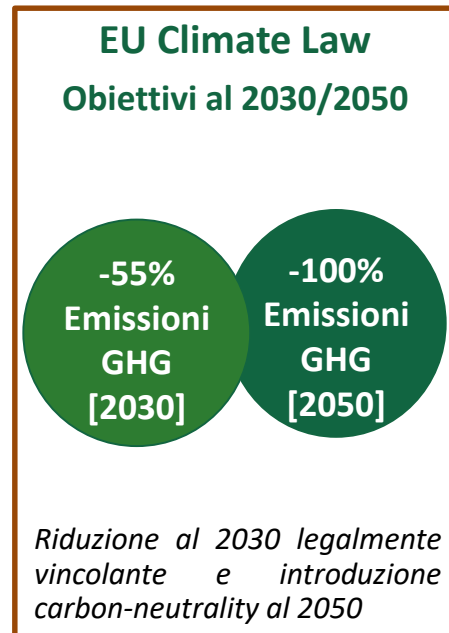 EU Climate Law
Obiettivi al 2030/2050
-55%
Emissioni
GHG
[2030]
-100%
Emissioni
GHG
[2050]
Riduzione al 2030 legalmente
vincolante e introduzione
carbon-neutrality al 2050